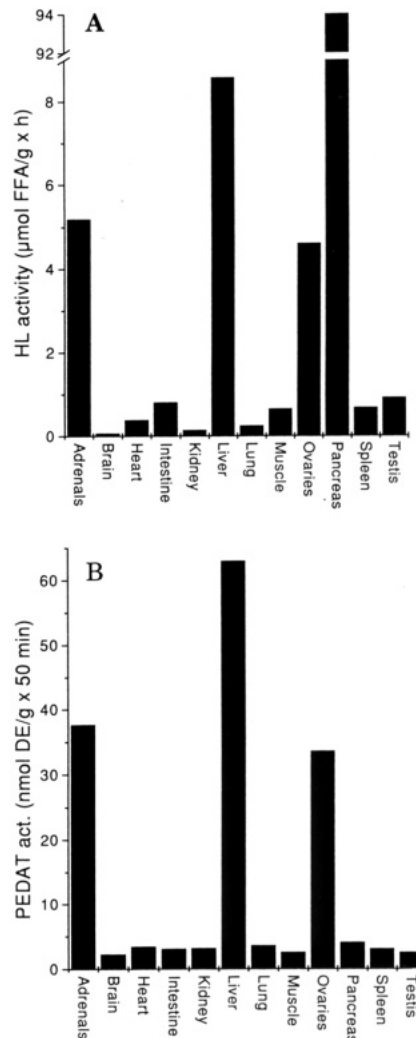 A
94
92
8
6
4
2
0
HL activity (µmol FFA/g x h)
Adrenals
Brain
Heart
Intestine
Kidney
Liver
Lung
Muscle
Ovaries
Pancreas
Spleen
Testis
B
60
50
40
30
20
10
0
PEDAT act. (nmol DE/g x 50 min)
Adrenals
Brain
Heart
Intestine
Kidney
Liver
Lung
Muscle
Ovaries
Pancreas
Spleen
Testis